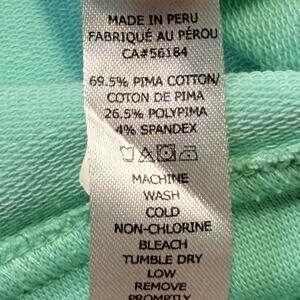 MADE IN PERU
FABRIQUÉ AU PÉROU
CA#56184
69.5% PIMA COTTON/
COTON DE PIMA
26.5% POLYPIMA
4% SPANDEX
MACHINE
WASH
COLD
NON-CHLORINE
BLEACH
TUMBLE DRY
LOW
REMOVE
PROMPTLY